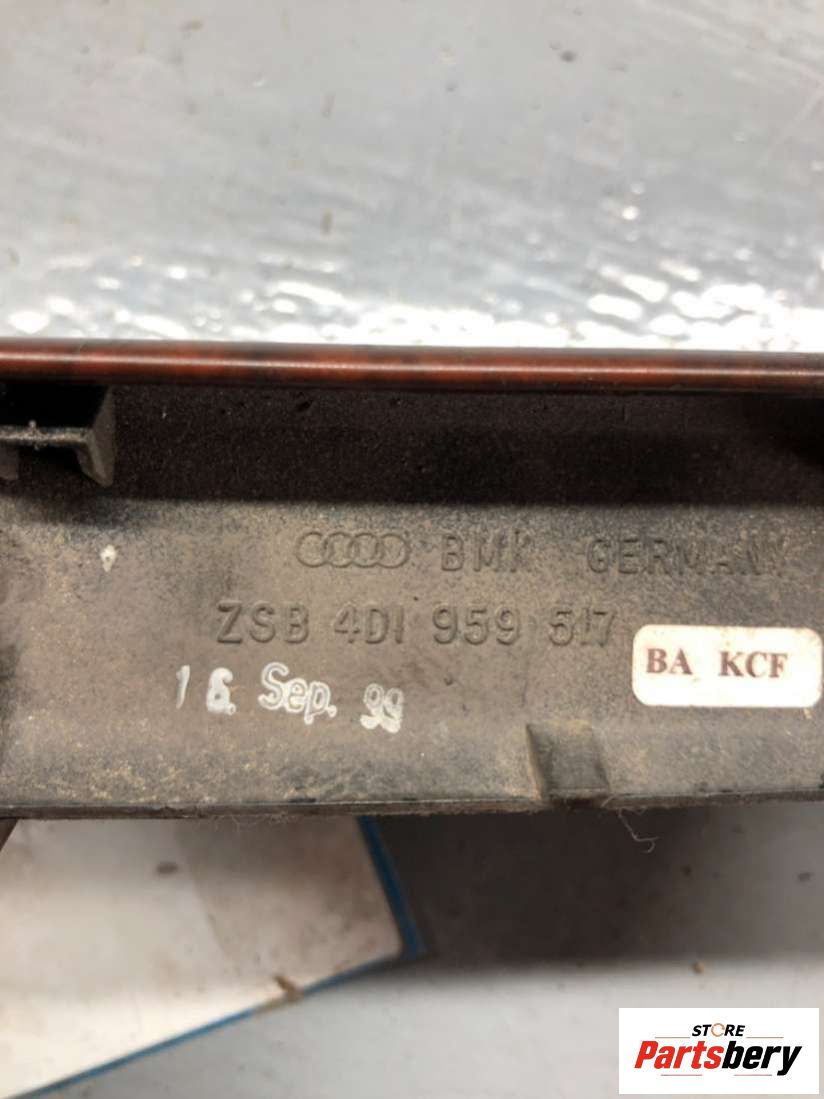 BMK GERMANY
ZSB 4D1 959 517
BA KCF
16. Sep. 99
STORE
Partsbery